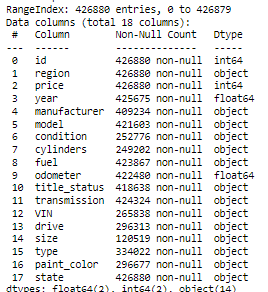 RangeIndex: 426880 entries, 0 to 426879
Data columns (total 18 columns):
 #   Column        Non-Null Count   Dtype
---  ------        --------------   -----
 0   id            426880 non-null  int64
 1   region        426880 non-null  object
 2   price         426880 non-null  int64
 3   year          425675 non-null  float64
 4   manufacturer  409234 non-null  object
 5   model         421603 non-null  object
 6   condition     252776 non-null  object
 7   cylinders     249202 non-null  object
 8   fuel          423867 non-null  object
 9   odometer      422480 non-null  float64
 10  title_status  418638 non-null  object
 11  transmission  424324 non-null  object
 12  VIN           265838 non-null  object
 13  drive         296313 non-null  object
 14  size          120519 non-null  object
 15  type          334022 non-null  object
 16  paint_color   296677 non-null  object
 17  state         426880 non-null  object
dtypes: float64(2), int64(2), object(14)